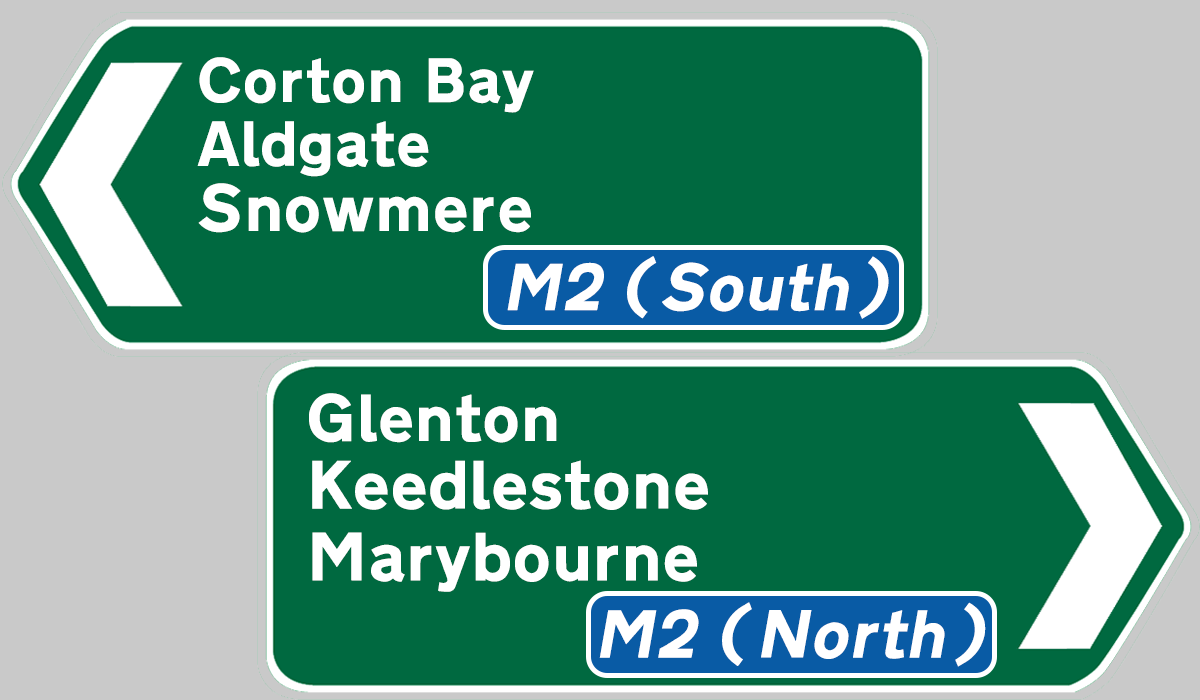 Corton Bay
Aldgate
Snowmere
M2 (South)
Glenton
Keedlestone
Marybourne
M2 (North)